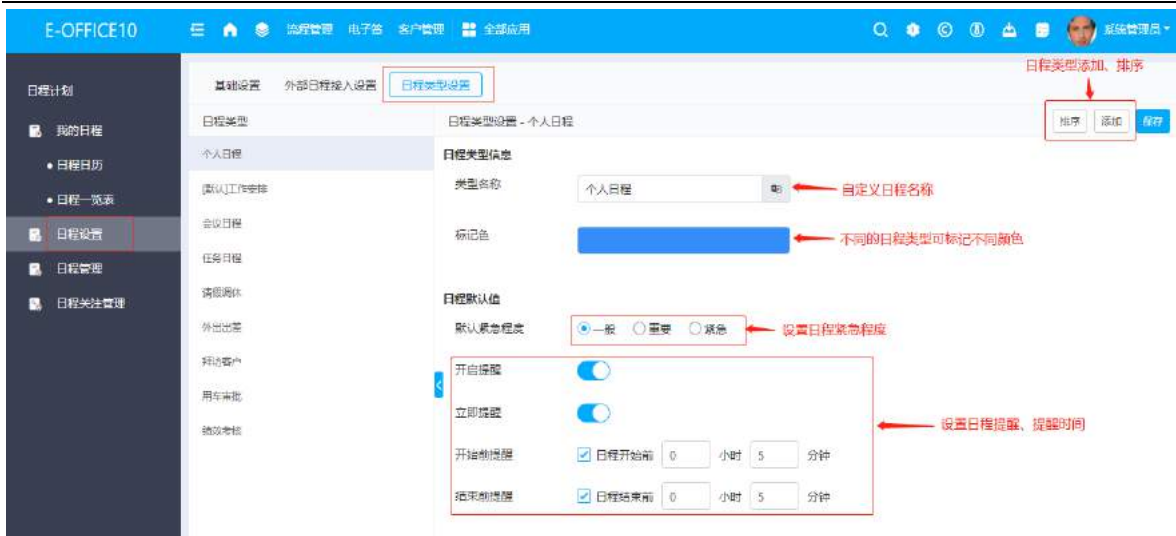 E-OFFICE10 流程管理 电子签 客户管理 全部应用 系统管理员
日程类型添加、排序
日程计划 基础设置 外部日程接入设置 日程类型设置
我的日程 日程类型 日程类型设置 - 个人日程 排序 添加 保存
个人日程 日程类型信息
日程日历 类型名称 个人日程 自定义日程名称
[默认]工作安排
日程一览表
会议日程
日程设置 标记色 不同的日程类型可标记不同颜色
任务日程
日程管理
请假调休 日程默认值
日程关注管理
外出出差 默认紧急程度 一般 重要 紧急 设置日程紧急程度
拜访客户 开启提醒
用车审批
立即提醒 设置日程提醒、提醒时间
绩效考核
开始前提醒 日程开始前 0 小时 5 分钟
结束前提醒 日程结束前 0 小时 5 分钟